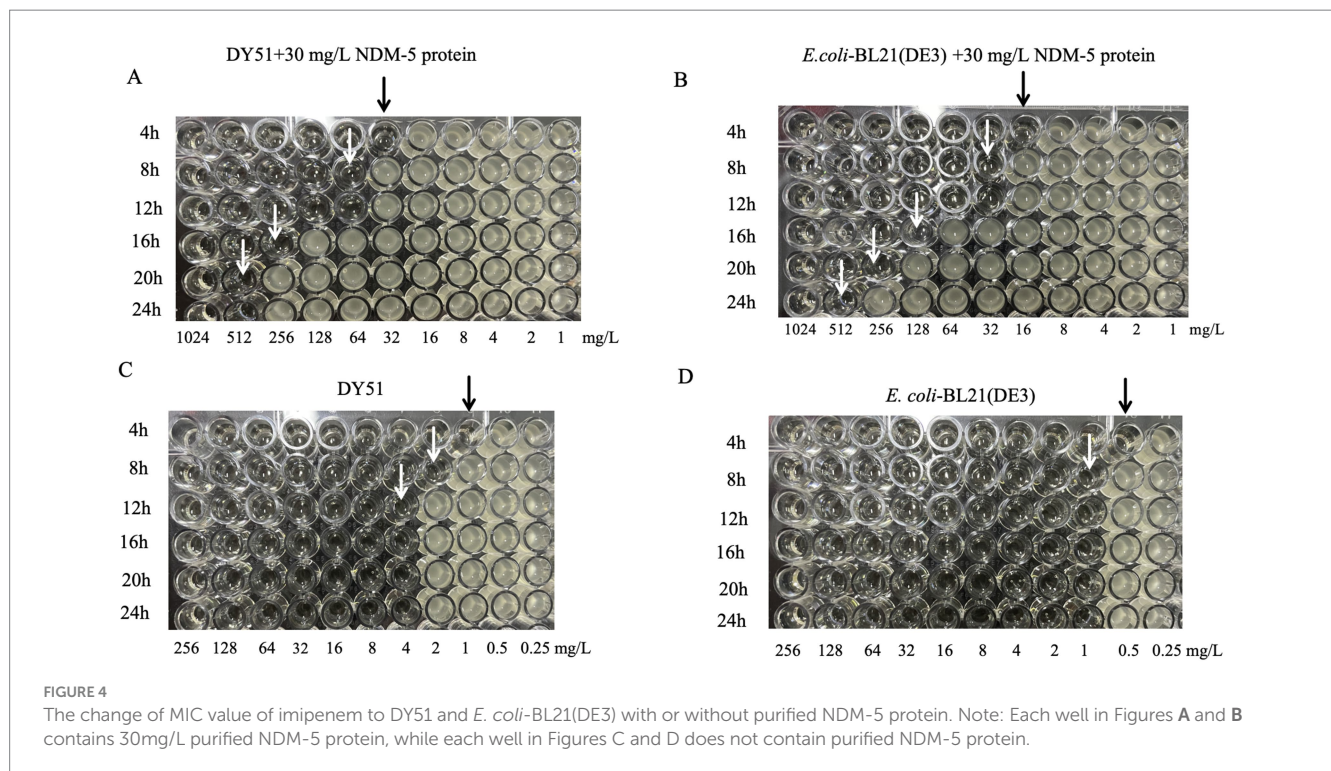 DY51+30 mg/L NDM-5 protein
A
4h
8h
12h
16h
20h
24h
1024 512 256 128 64 32 16 8 4 2 1 mg/L
E.coli-BL21(DE3) +30 mg/L NDM-5 protein
B
4h
8h
12h
16h
20h
24h
1024 512 256 128 64 32 16 8 4 2 1 mg/L
C
DY51
4h
8h
12h
16h
20h
24h
256 128 64 32 16 8 4 2 1 0.5 0.25 mg/L
D
E. coli-BL21(DE3)
4h
8h
12h
16h
20h
24h
256 128 64 32 16 8 4 2 1 0.5 0.25 mg/L
FIGURE 4
The change of MIC value of imipenem to DY51 and E. coli-BL21(DE3) with or without purified NDM-5 protein. Note: Each well in Figures A and B
contains 30mg/L purified NDM-5 protein, while each well in Figures C and D does not contain purified NDM-5 protein.